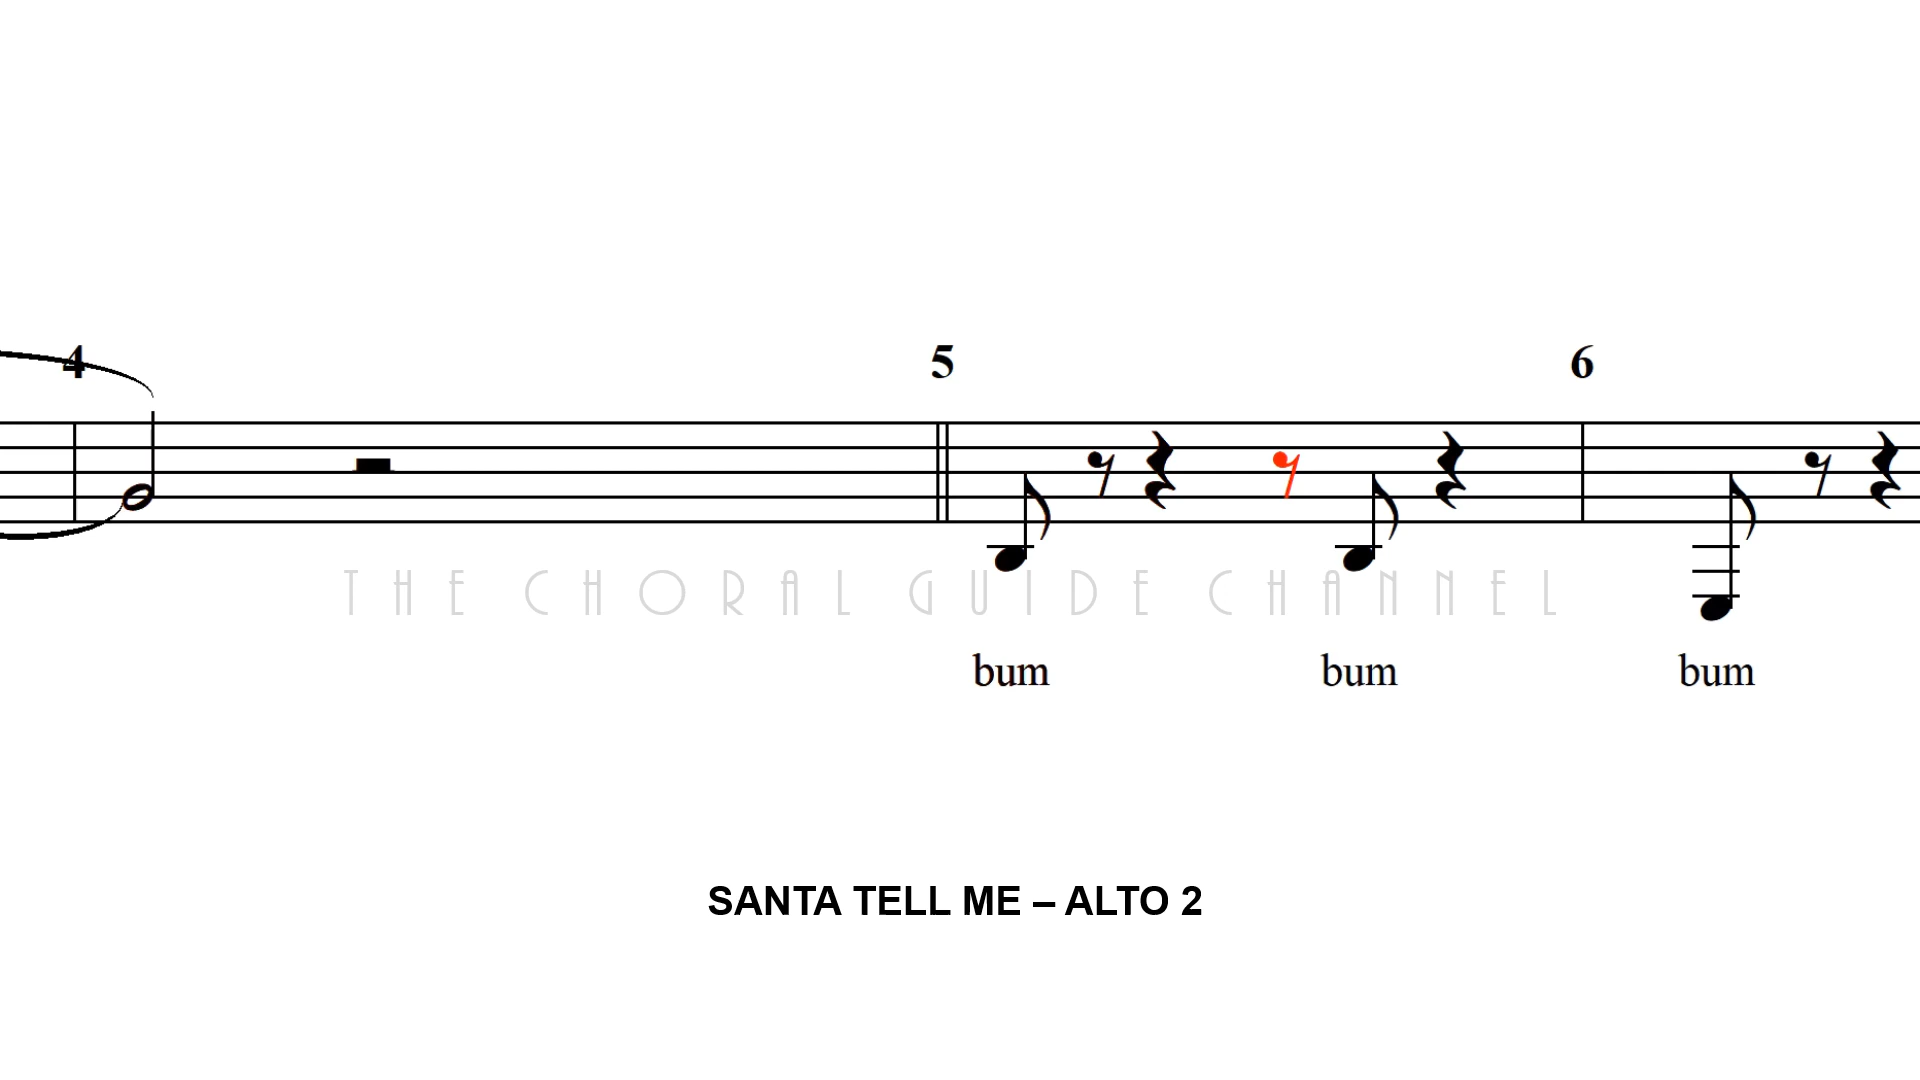 4 5 6
THE CHORAL GUIDE CHANNEL
bum bum bum
SANTA TELL ME – ALTO 2